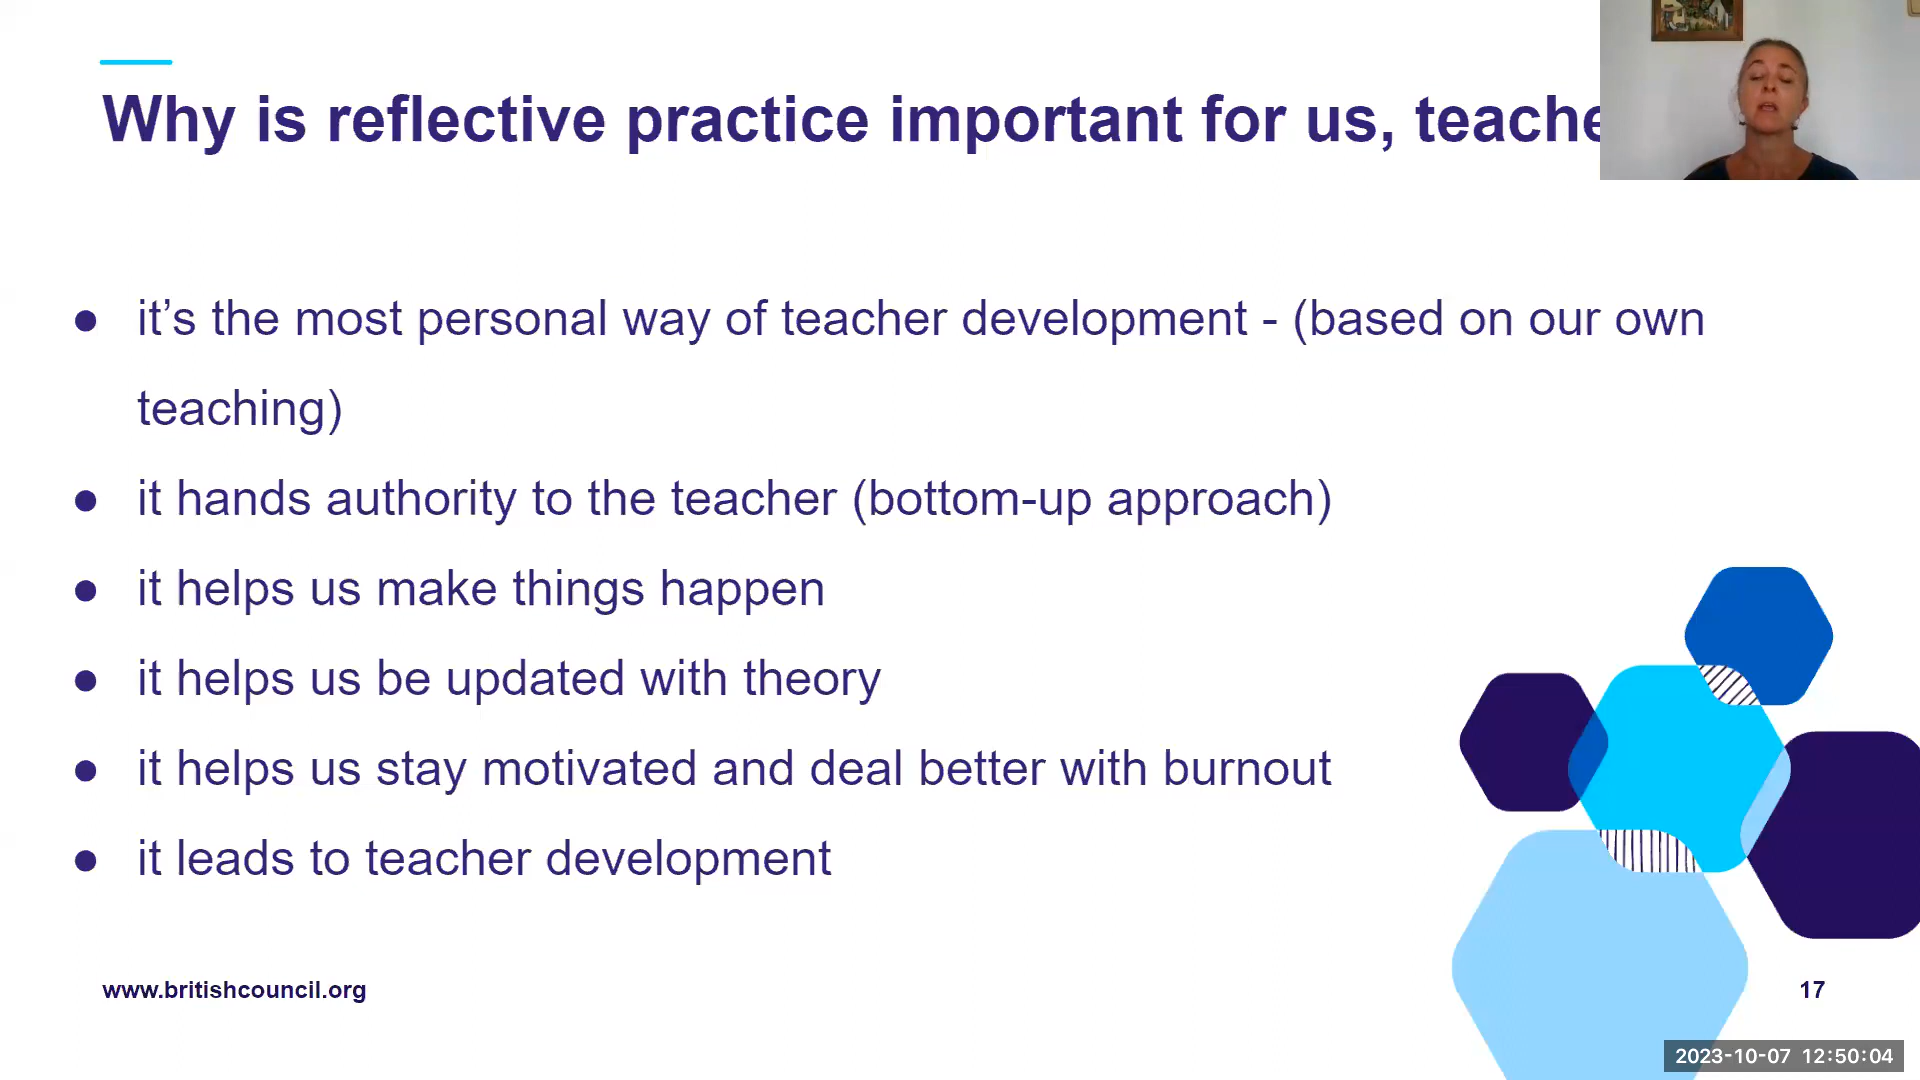 Why is reflective practice important for us,
● it’s the most personal way of teacher development - (based on our own
teaching)
● it hands authority to the teacher (bottom-up approach)
● it helps us make things happen
● it helps us be updated with theory
● it helps us stay motivated and deal better with burnout
● it leads to teacher development
www.britishcouncil.org
17
2023-10-07 12:50:04